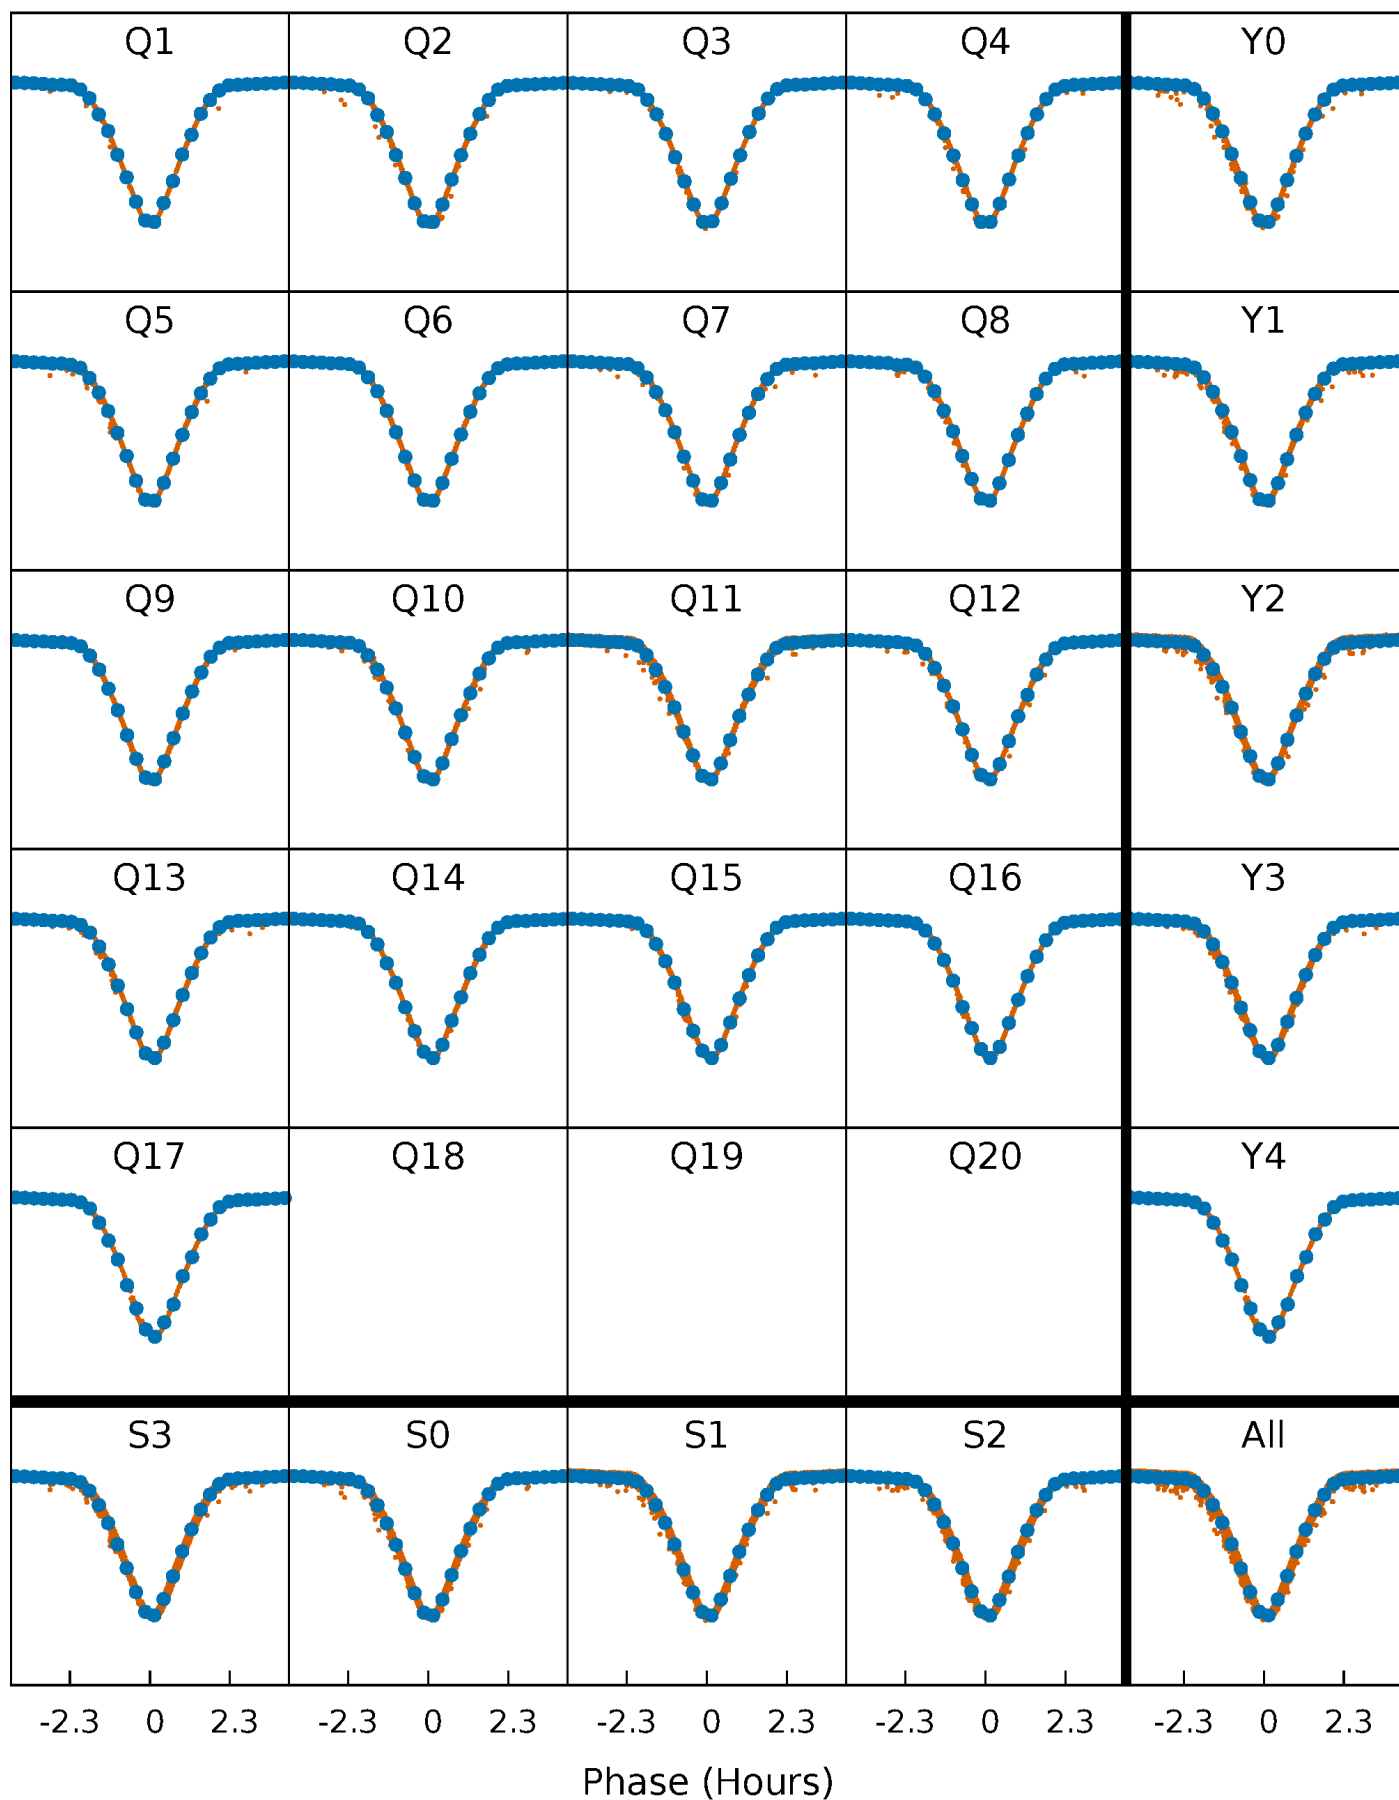 Q1 Q2 Q3 Q4 Y0
Q5 Q6 Q7 Q8 Y1
Q9 Q10 Q11 Q12 Y2
Q13 Q14 Q15 Q16 Y3
Q17 Q18 Q19 Q20 Y4
S3 S0 S1 S2 All
-2.3 0 2.3 -2.3 0 2.3 -2.3 0 2.3 -2.3 0 2.3 -2.3 0 2.3
Phase (Hours)